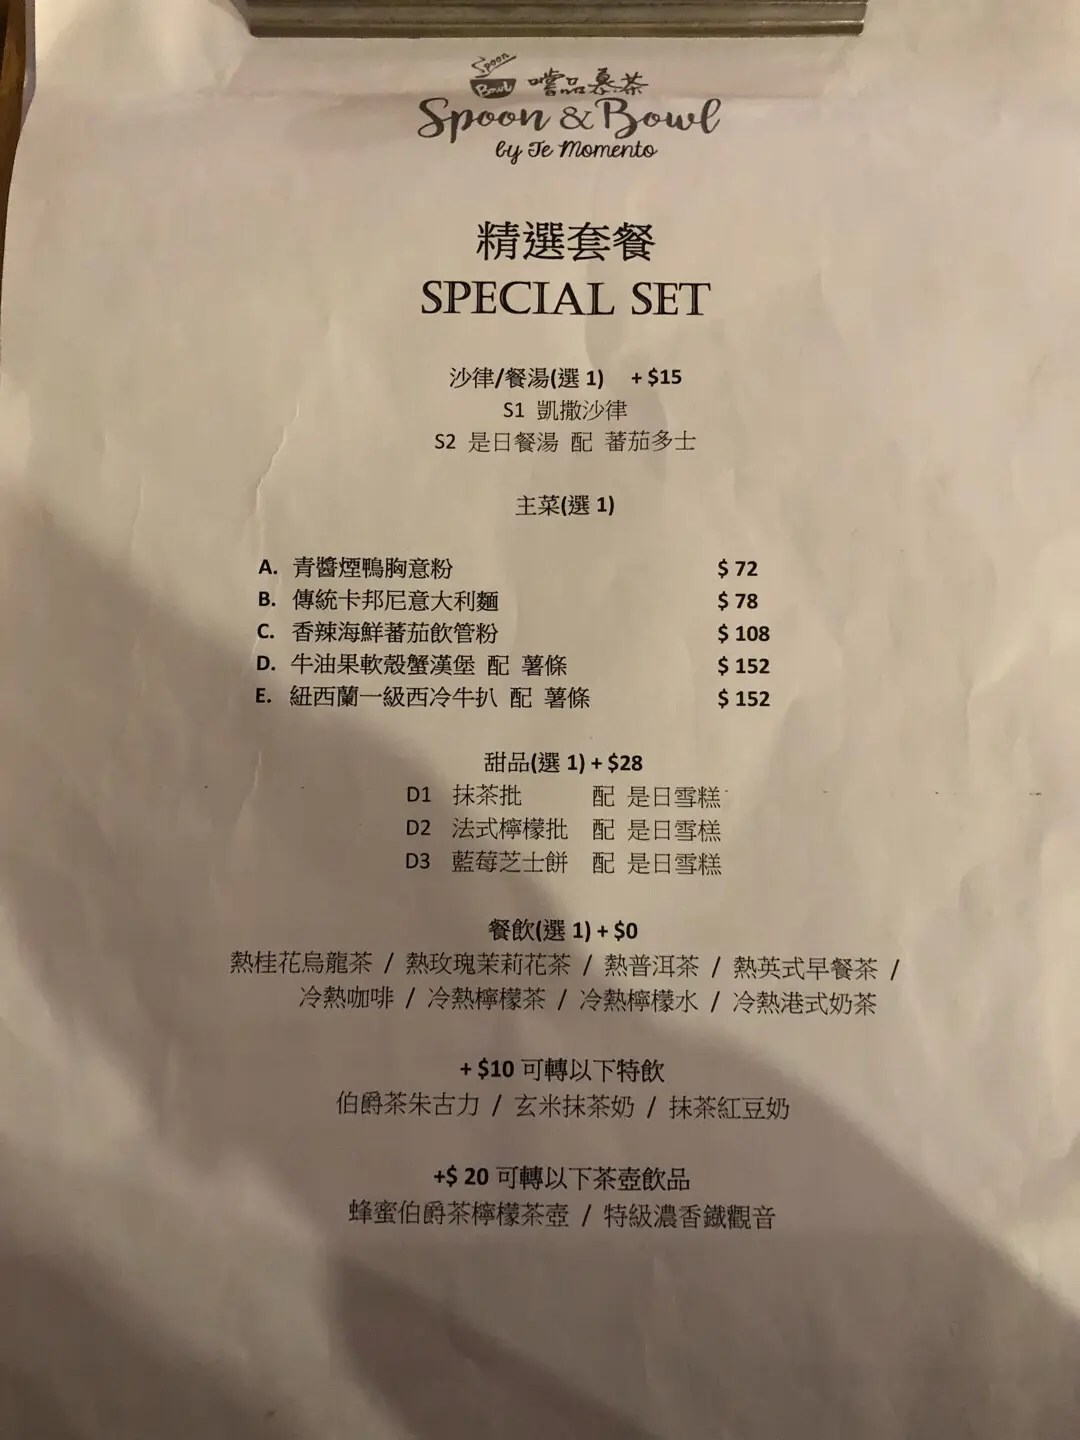 Spoon
Bowl
嚐品慕茶
Spoon & Bowl
by Te Momento
精選套餐
SPECIAL SET
沙律/餐湯(選 1) + $15
S1 凱撒沙律
S2 是日餐湯 配 蕃茄多士
主菜(選 1)
A. 青醬煙鴨胸意粉 $ 72
B. 傳統卡邦尼意大利麵 $ 78
C. 香辣海鮮蕃茄飲管粉 $ 108
D. 牛油果軟殼蟹漢堡 配 薯條 $ 152
E. 紐西蘭一級西冷牛扒 配 薯條 $ 152
甜品(選 1) + $28
D1 抹茶批 配 是日雪糕
D2 法式檸檬批 配 是日雪糕
D3 藍莓芝士餅 配 是日雪糕
餐飲(選 1) + $0
熱桂花烏龍茶 / 熱玫瑰茉莉花茶 / 熱普洱茶 / 熱英式早餐茶 /
冷熱咖啡 / 冷熱檸檬茶 / 冷熱檸檬水 / 冷熱港式奶茶
+ $10 可轉以下特飲
伯爵茶朱古力 / 玄米抹茶奶 / 抹茶紅豆奶
+$ 20 可轉以下茶壺飲品
蜂蜜伯爵茶檸檬茶壺 / 特級濃香鐵觀音